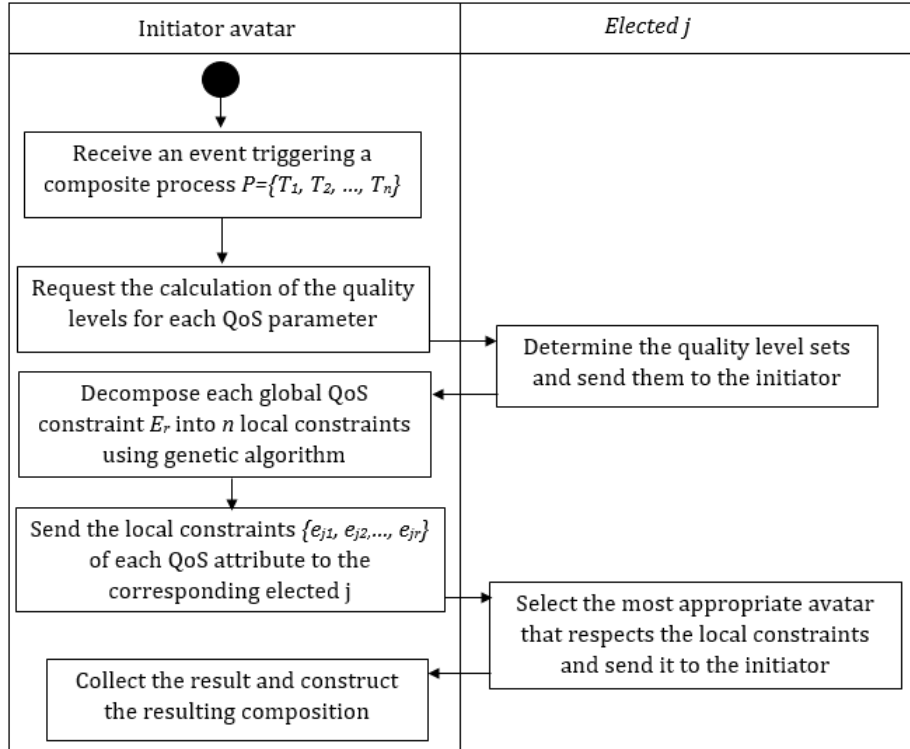 Initiator avatar
Elected j
Receive an event triggering a
composite process P={T1, T2, ..., Tn}
Request the calculation of the quality
levels for each QoS parameter
Determine the quality level sets
and send them to the initiator
Decompose each global QoS
constraint Er into n local constraints
using genetic algorithm
Send the local constraints {ej1, ej2,..., ejr}
of each QoS attribute to the
corresponding elected j
Select the most appropriate avatar
that respects the local constraints
and send it to the initiator
Collect the result and construct
the resulting composition